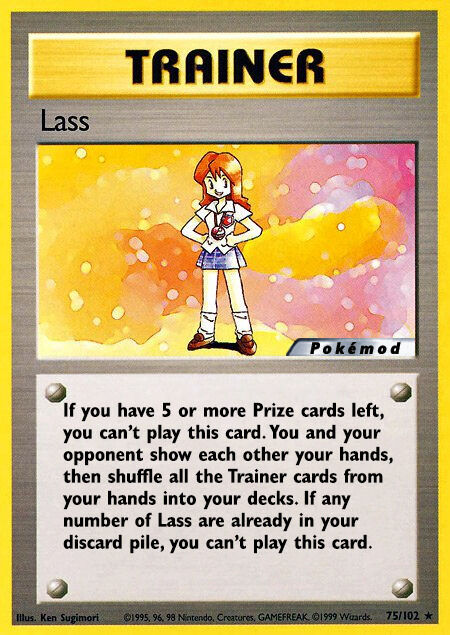 TRAINER
Lass
Pokémod
If you have 5 or more Prize cards left,
you can't play this card. You and your
opponent show each other your hands,
then shuffle all the Trainer cards from
your hands into your decks. If any
number of Lass are already in your
discard pile, you can't play this card.
Illus. Ken Sugimori ©1995, 96, 98 Nintendo, Creatures, GAMEFREAK. ©1999 Wizards. 75/102 ★